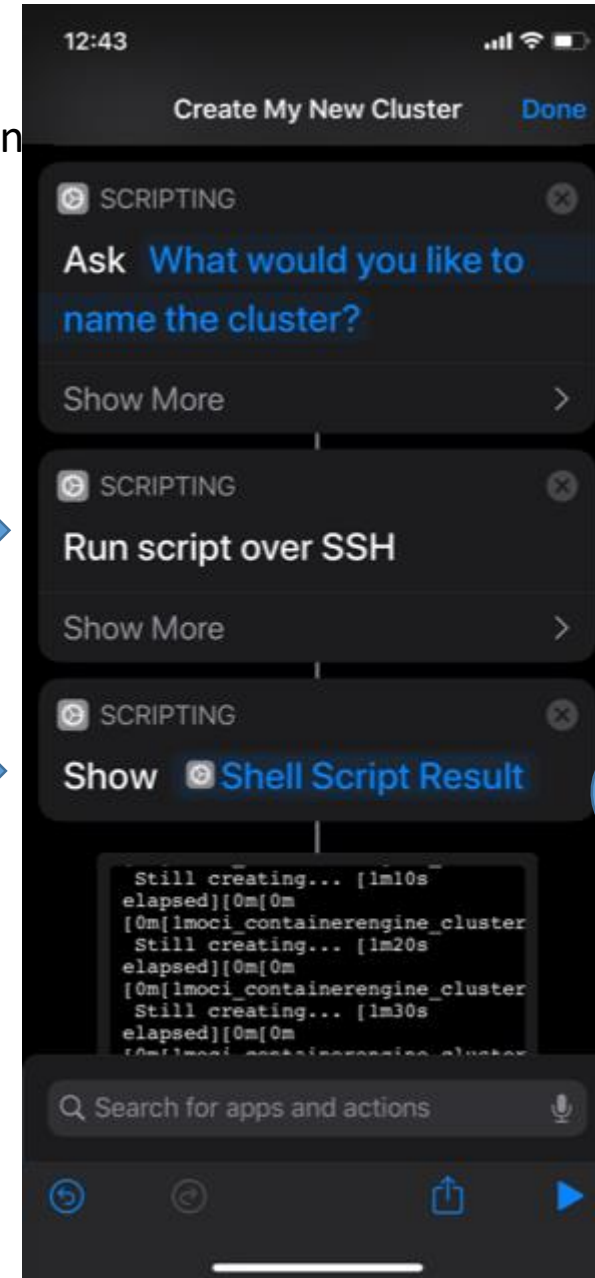 12:43
Create My New Cluster Done
n
SCRIPTING
Ask What would you like to
name the cluster?
Show More
SCRIPTING
Run script over SSH
Show More
SCRIPTING
Show Shell Script Result
Still creating... [1m10s
elapsed][0m[0m
[0m[1moci_containerengine_cluster
Still creating... [1m20s
elapsed][0m[0m
[0m[1moci_containerengine_cluster
Still creating... [1m30s
elapsed][0m[0m
Search for apps and actions